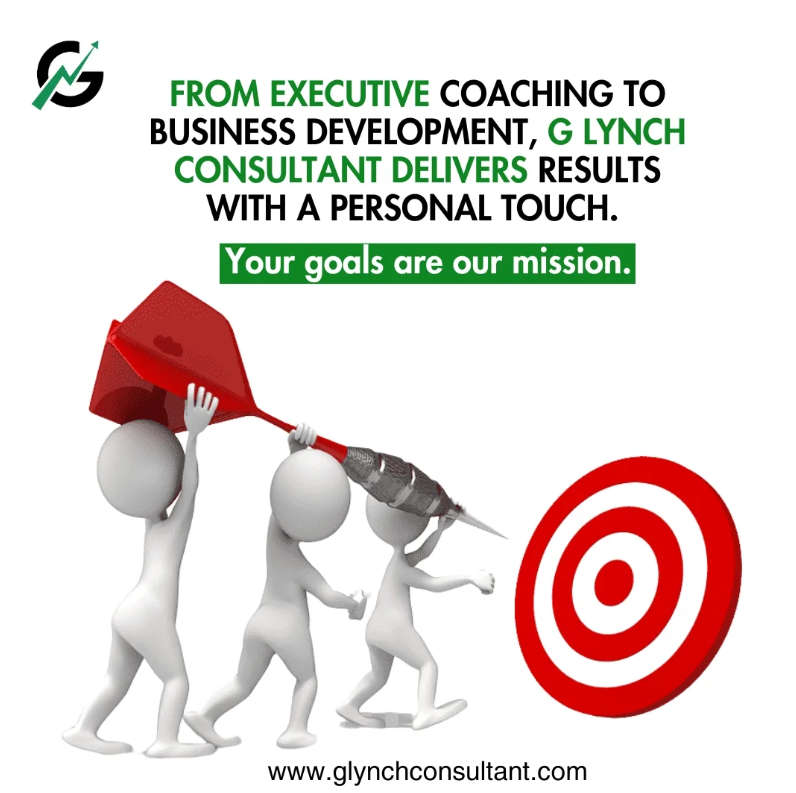 G
FROM EXECUTIVE COACHING TO
BUSINESS DEVELOPMENT, G LYNCH
CONSULTANT DELIVERS RESULTS
WITH A PERSONAL TOUCH.
Your goals are our mission.
www.glynchconsultant.com